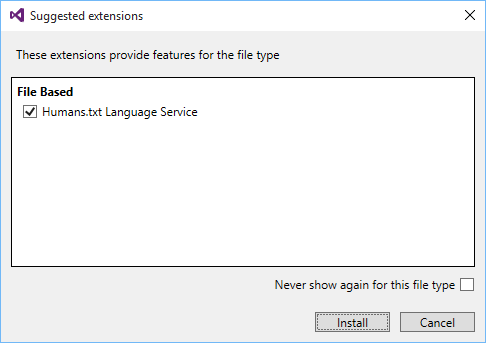 Suggested extensions
These extensions provide features for the file type
File Based
Humans.txt Language Service
Never show again for this file type
Install
Cancel